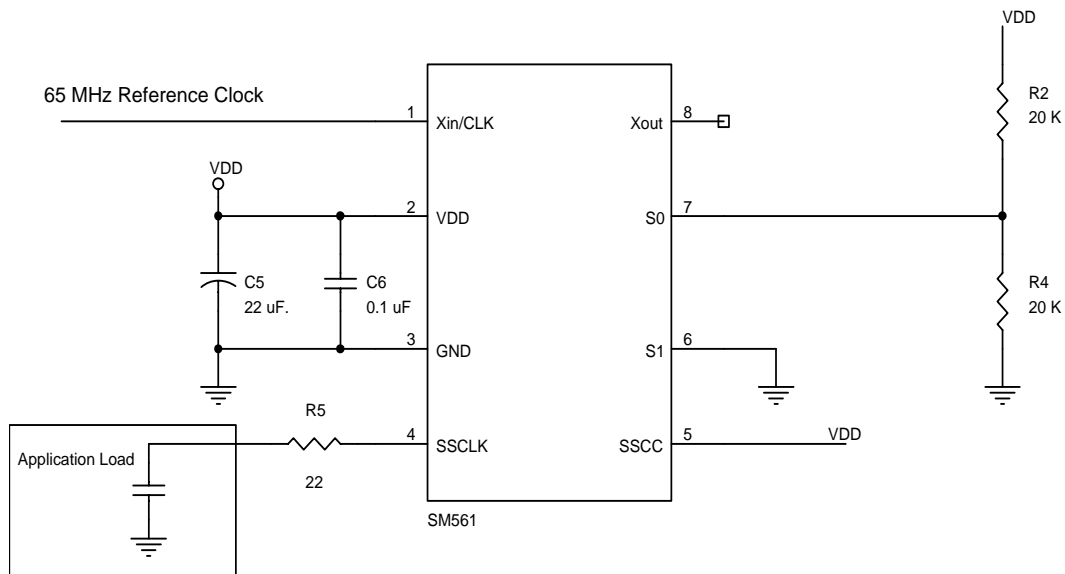 VDD
65 MHz Reference Clock
R2
20 K
1
Xin/CLK
Xout
8
VDD
2
VDD
S0
7
C5
22 uF.
C6
0.1 uF
R4
20 K
3
GND
S1
6
R5
22
4
SSCLK
SSCC
5
VDD
Application Load
SM561